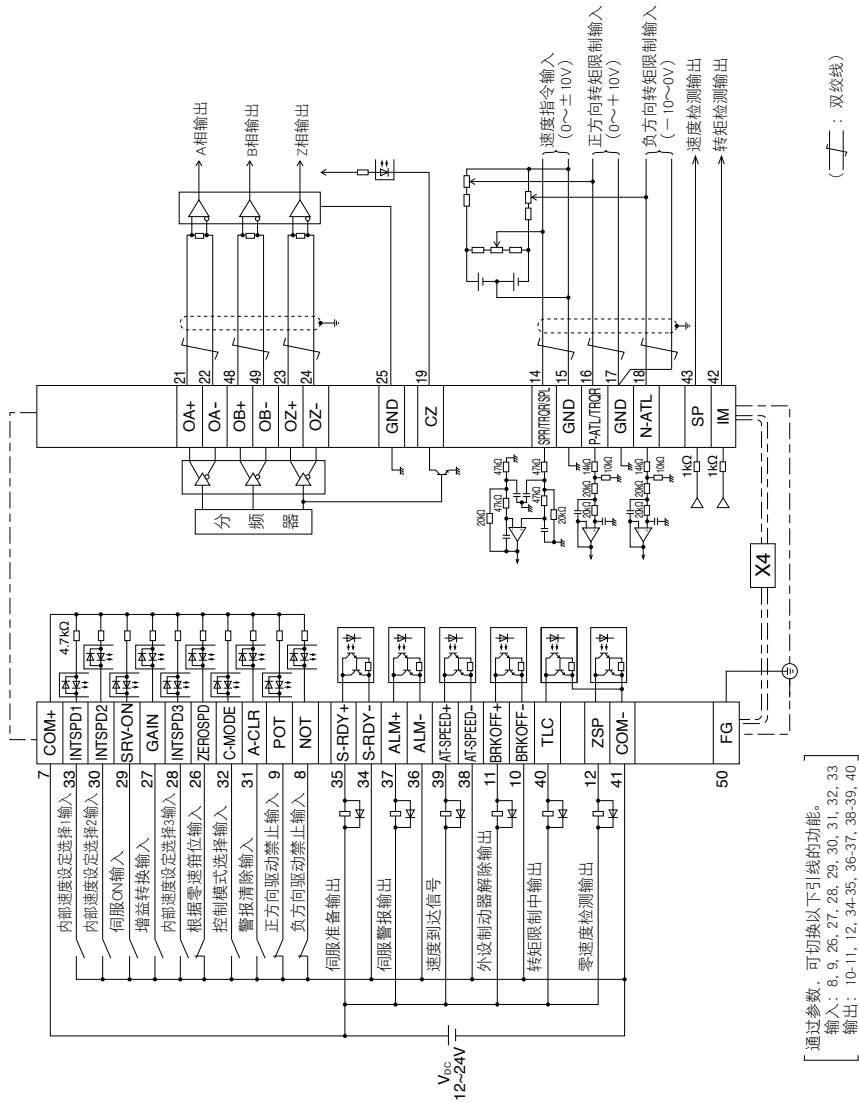 VDC
12~24V
7 COM+
内部速度设定选择1输入 33 INTSPD1
内部速度设定选择2输入 30 INTSPD2
伺服ON输入 29 SRV-ON
增益转换输入 27 GAIN
内部速度设定选择3输入 28 INTSPD3
根据零速箝位输入 26 ZEROSPD
控制模式选择输入 32 C-MODE
警报清除输入 31 A-CLR
正方向驱动禁止输入 9 POT
负方向驱动禁止输入 8 NOT
4.7kΩ
伺服准备输出 35 S-RDY+
34 S-RDY-
伺服警报输出 37 ALM+
36 ALM-
速度到达信号 39 AT-SPEED+
38 AT-SPEED-
外设制动器解除输出 11 BRKOFF+
10 BRKOFF-
转矩限制中输出 40 TLC
零速度检测输出 12 ZSP
41 COM-
50 FG
X4
分频器
OA+ 21
OA- 22
OB+ 48
OB- 49
OZ+ 23
OZ- 24
GND 25
CZ 19
A相输出
B相输出
Z相输出
20kΩ
47kΩ
47kΩ
47kΩ
47kΩ
20kΩ
SPR/TRQR/SPL 14
GND 15
速度指令输入
(0~±10V)
20kΩ 20kΩ 14kΩ
10kΩ
P-ATL/TRQR 16
GND 17
正方向转矩限制输入
(0~+10V)
20kΩ 20kΩ 14kΩ
10kΩ
N-ATL 18
负方向转矩限制输入
(-10~0V)
1kΩ SP 43 速度检测输出
1kΩ IM 42 转矩检测输出
通过参数，可切换以下引线的功能。
输入：8, 9, 26, 27, 28, 29, 30, 31, 32, 33
输出：10-11, 12, 34-35, 36-37, 38-39, 40
( ：双绞线)